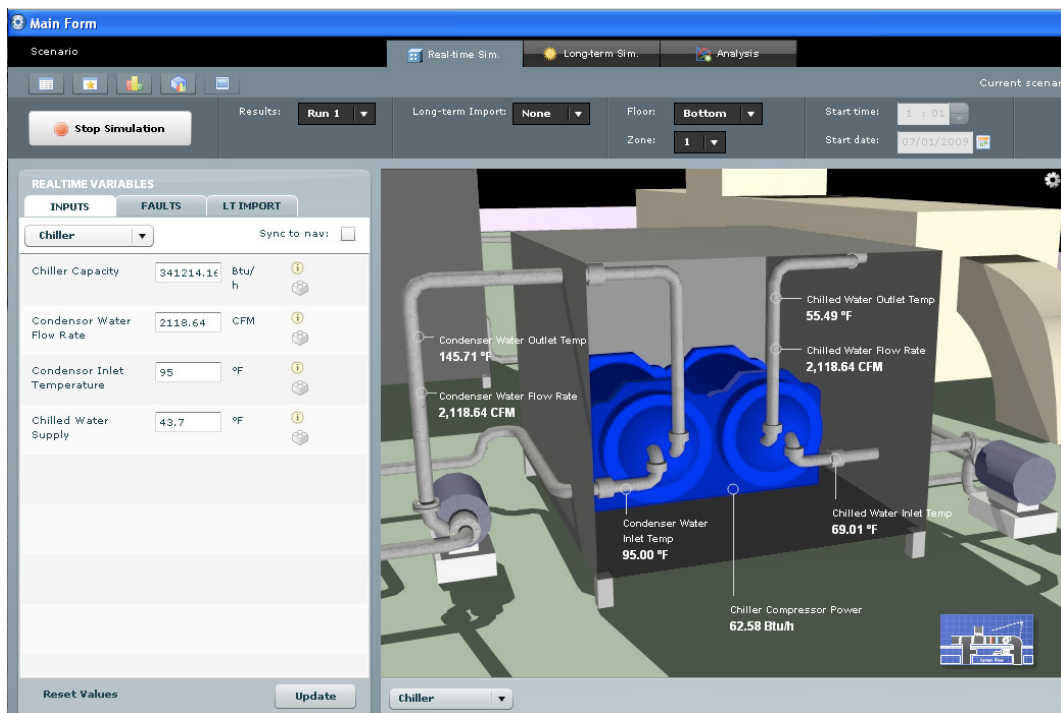 Main Form
Scenario
Real-time Sim.
Long-term Sim.
Analysis
Current scenar
Stop Simulation
Results:
Run 1
Long-term Import:
None
Floor:
Bottom
Zone:
1
Start time:
1 : 01
Start date:
07/01/2009
REALTIME VARIABLES
INPUTS
FAULTS
LT IMPORT
Chiller
Sync to nav:
Chiller Capacity
341214.16
Btu/
h
Condensor Water
Flow Rate
2118.64
CFM
Condensor Inlet
Temperature
95
°F
Chilled Water
Supply
43.7
°F
Reset Values
Update
Condenser Water Outlet Temp
145.71 °F
Condenser Water Flow Rate
2,118.64 CFM
Chilled Water Outlet Temp
55.49 °F
Chilled Water Flow Rate
2,118.64 CFM
Condenser Water
Inlet Temp
95.00 °F
Chilled Water Inlet Temp
69.01 °F
Chiller Compressor Power
62.58 Btu/h
System View
Chiller